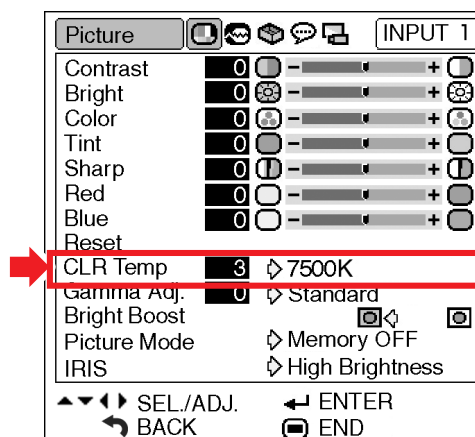 Picture INPUT 1
Contrast 0 - +
Bright 0 - +
Color 0 - +
Tint 0 - +
Sharp 0 - +
Red 0 - +
Blue 0 - +
Reset
CLR Temp 3 7500K
Gamma Adj. 0 Standard
Bright Boost
Picture Mode Memory OFF
IRIS High Brightness
SEL./ADJ. ENTER
BACK END